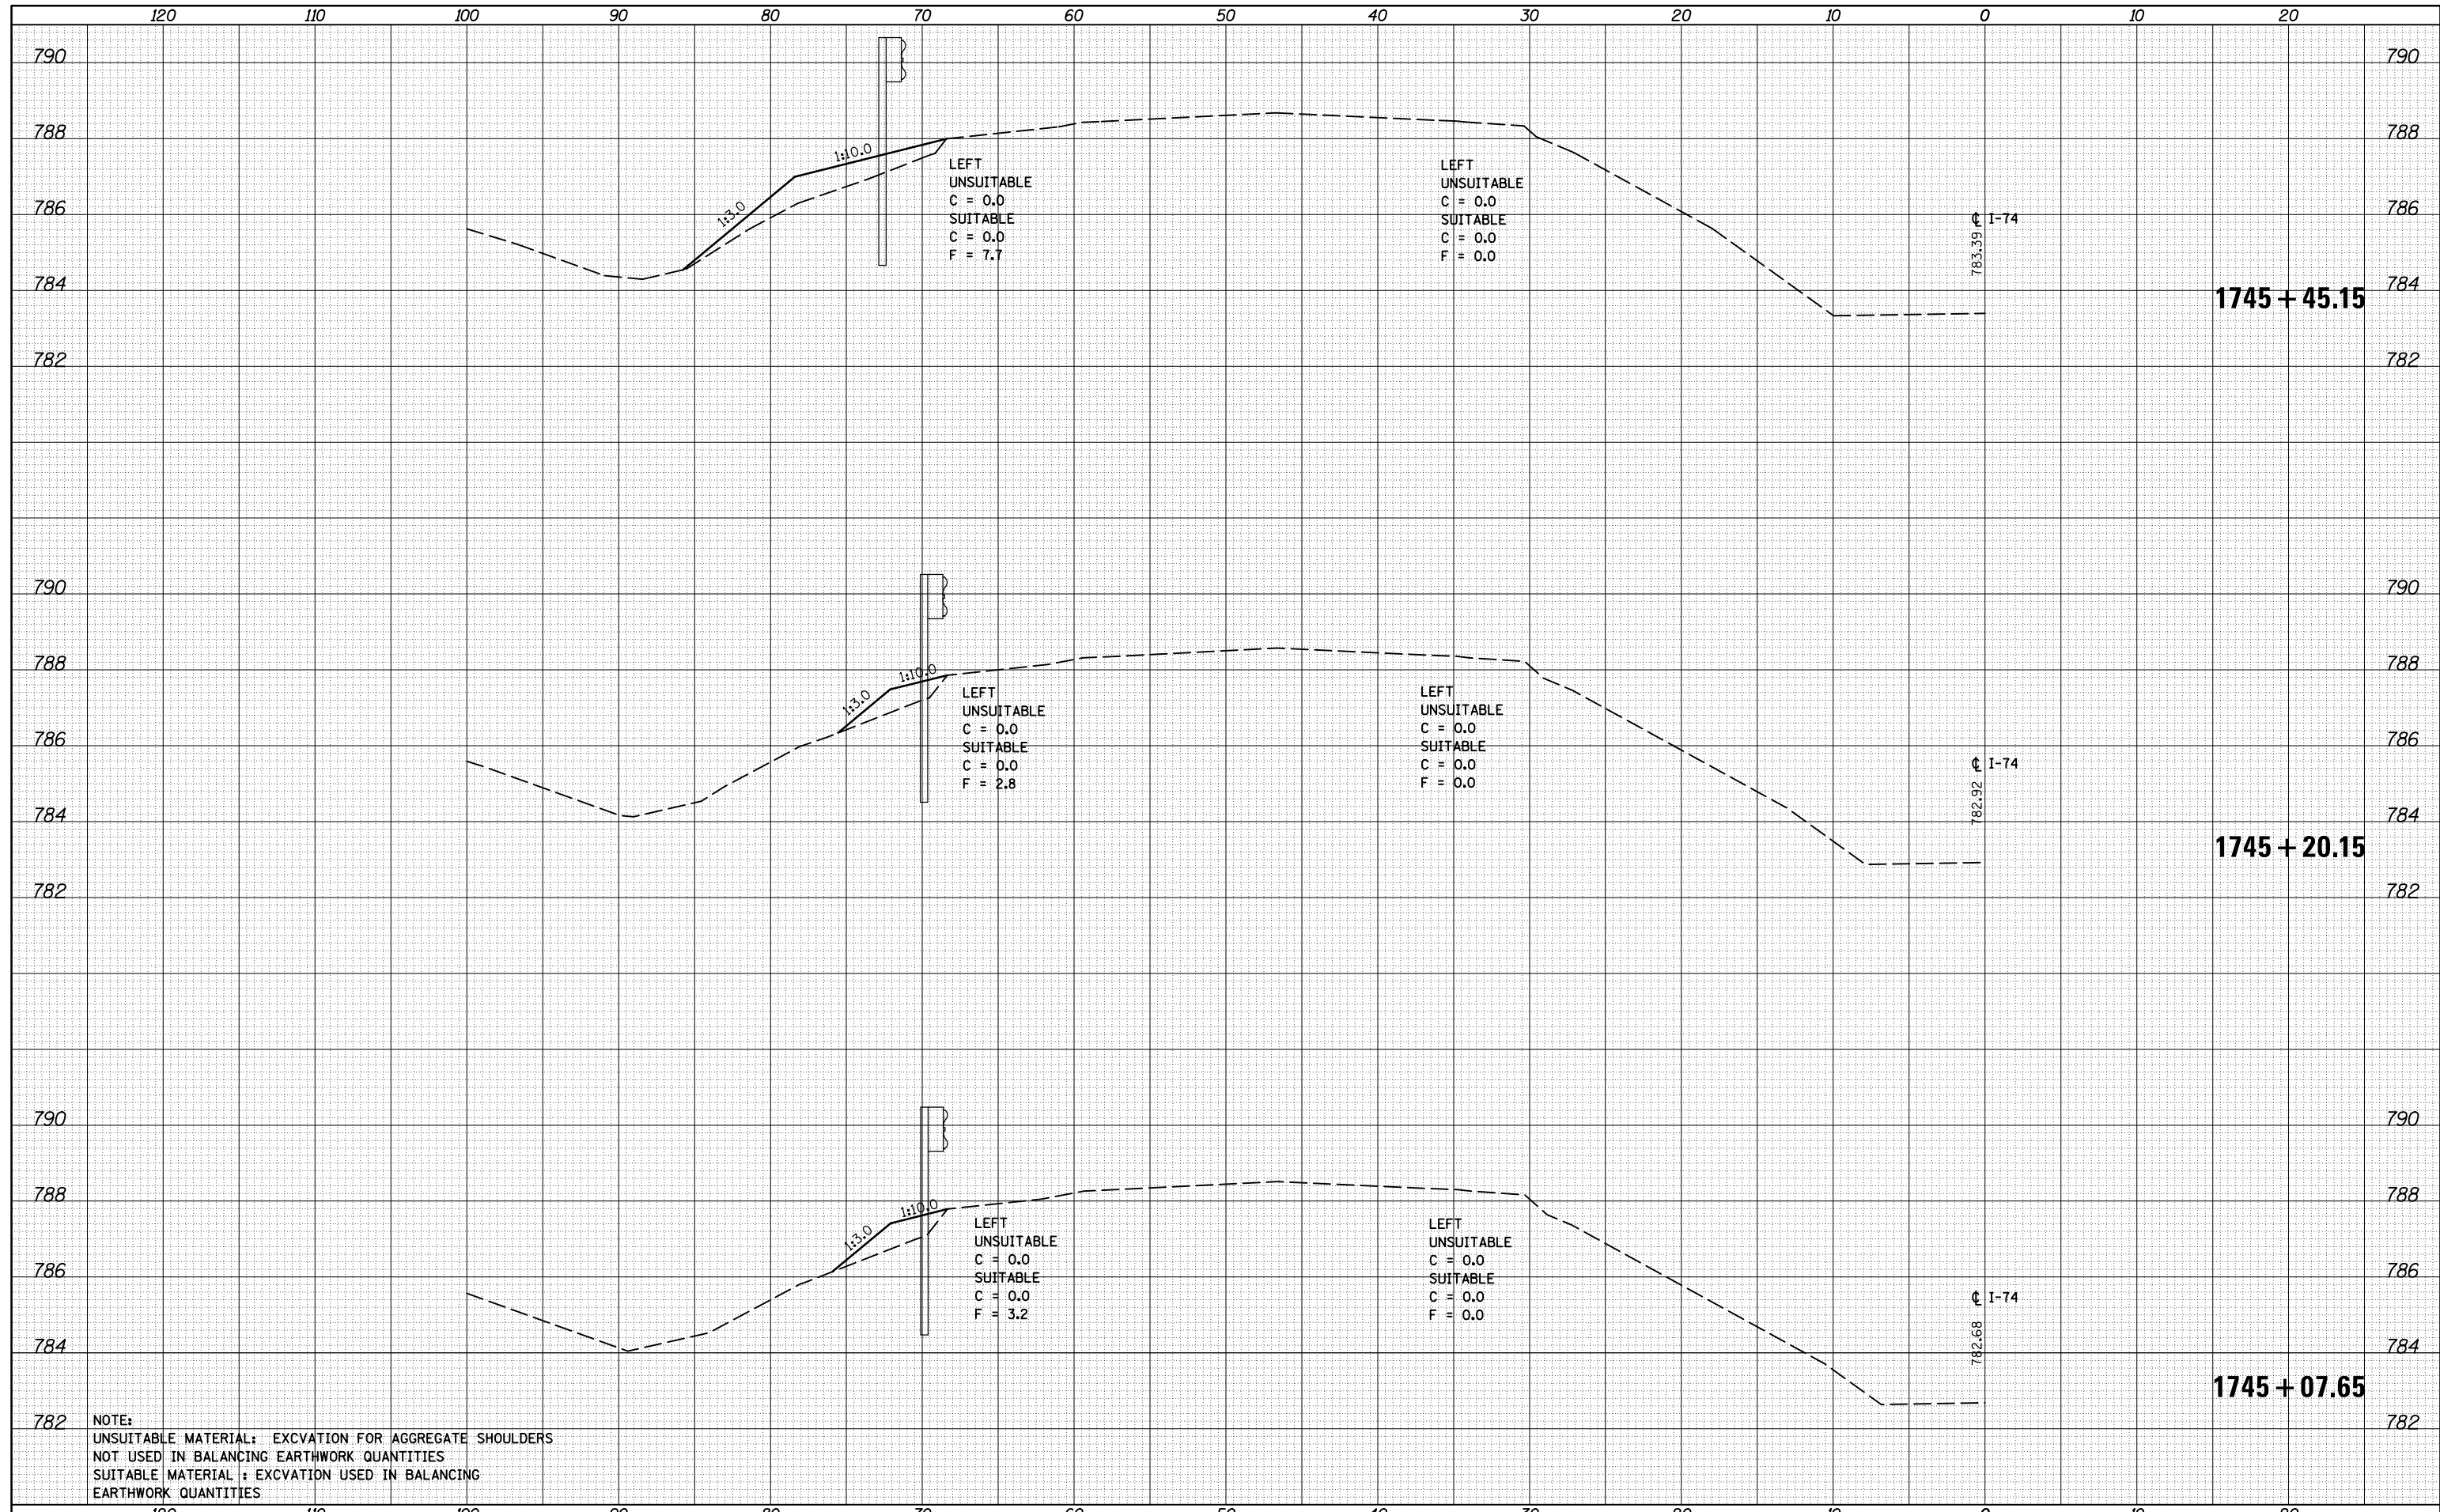 120 110 100 90 80 70 60 50 40 30 20 10 0 10 20
790 790
788 788
1:10.0
1:3.0
LEFT
UNSUITABLE
C = 0.0
SUITABLE
C = 0.0
F = 7.7
LEFT
UNSUITABLE
C = 0.0
SUITABLE
C = 0.0
F = 0.0
786 786
℄ I-74
783.39
784 784
1745 + 45.15
782 782
790 790
788 788
1:10.0
1:3.0
LEFT
UNSUITABLE
C = 0.0
SUITABLE
C = 0.0
F = 2.8
LEFT
UNSUITABLE
C = 0.0
SUITABLE
C = 0.0
F = 0.0
786 786
℄ I-74
782.92
784 784
1745 + 20.15
782 782
790 790
788 788
1:10.0
1:3.0
LEFT
UNSUITABLE
C = 0.0
SUITABLE
C = 0.0
F = 3.2
LEFT
UNSUITABLE
C = 0.0
SUITABLE
C = 0.0
F = 0.0
786 786
℄ I-74
782.68
784 784
1745 + 07.65
782
NOTE:
UNSUITABLE MATERIAL: EXCVATION FOR AGGREGATE SHOULDERS
NOT USED IN BALANCING EARTHWORK QUANTITIES
SUITABLE MATERIAL : EXCVATION USED IN BALANCING
EARTHWORK QUANTITIES
782